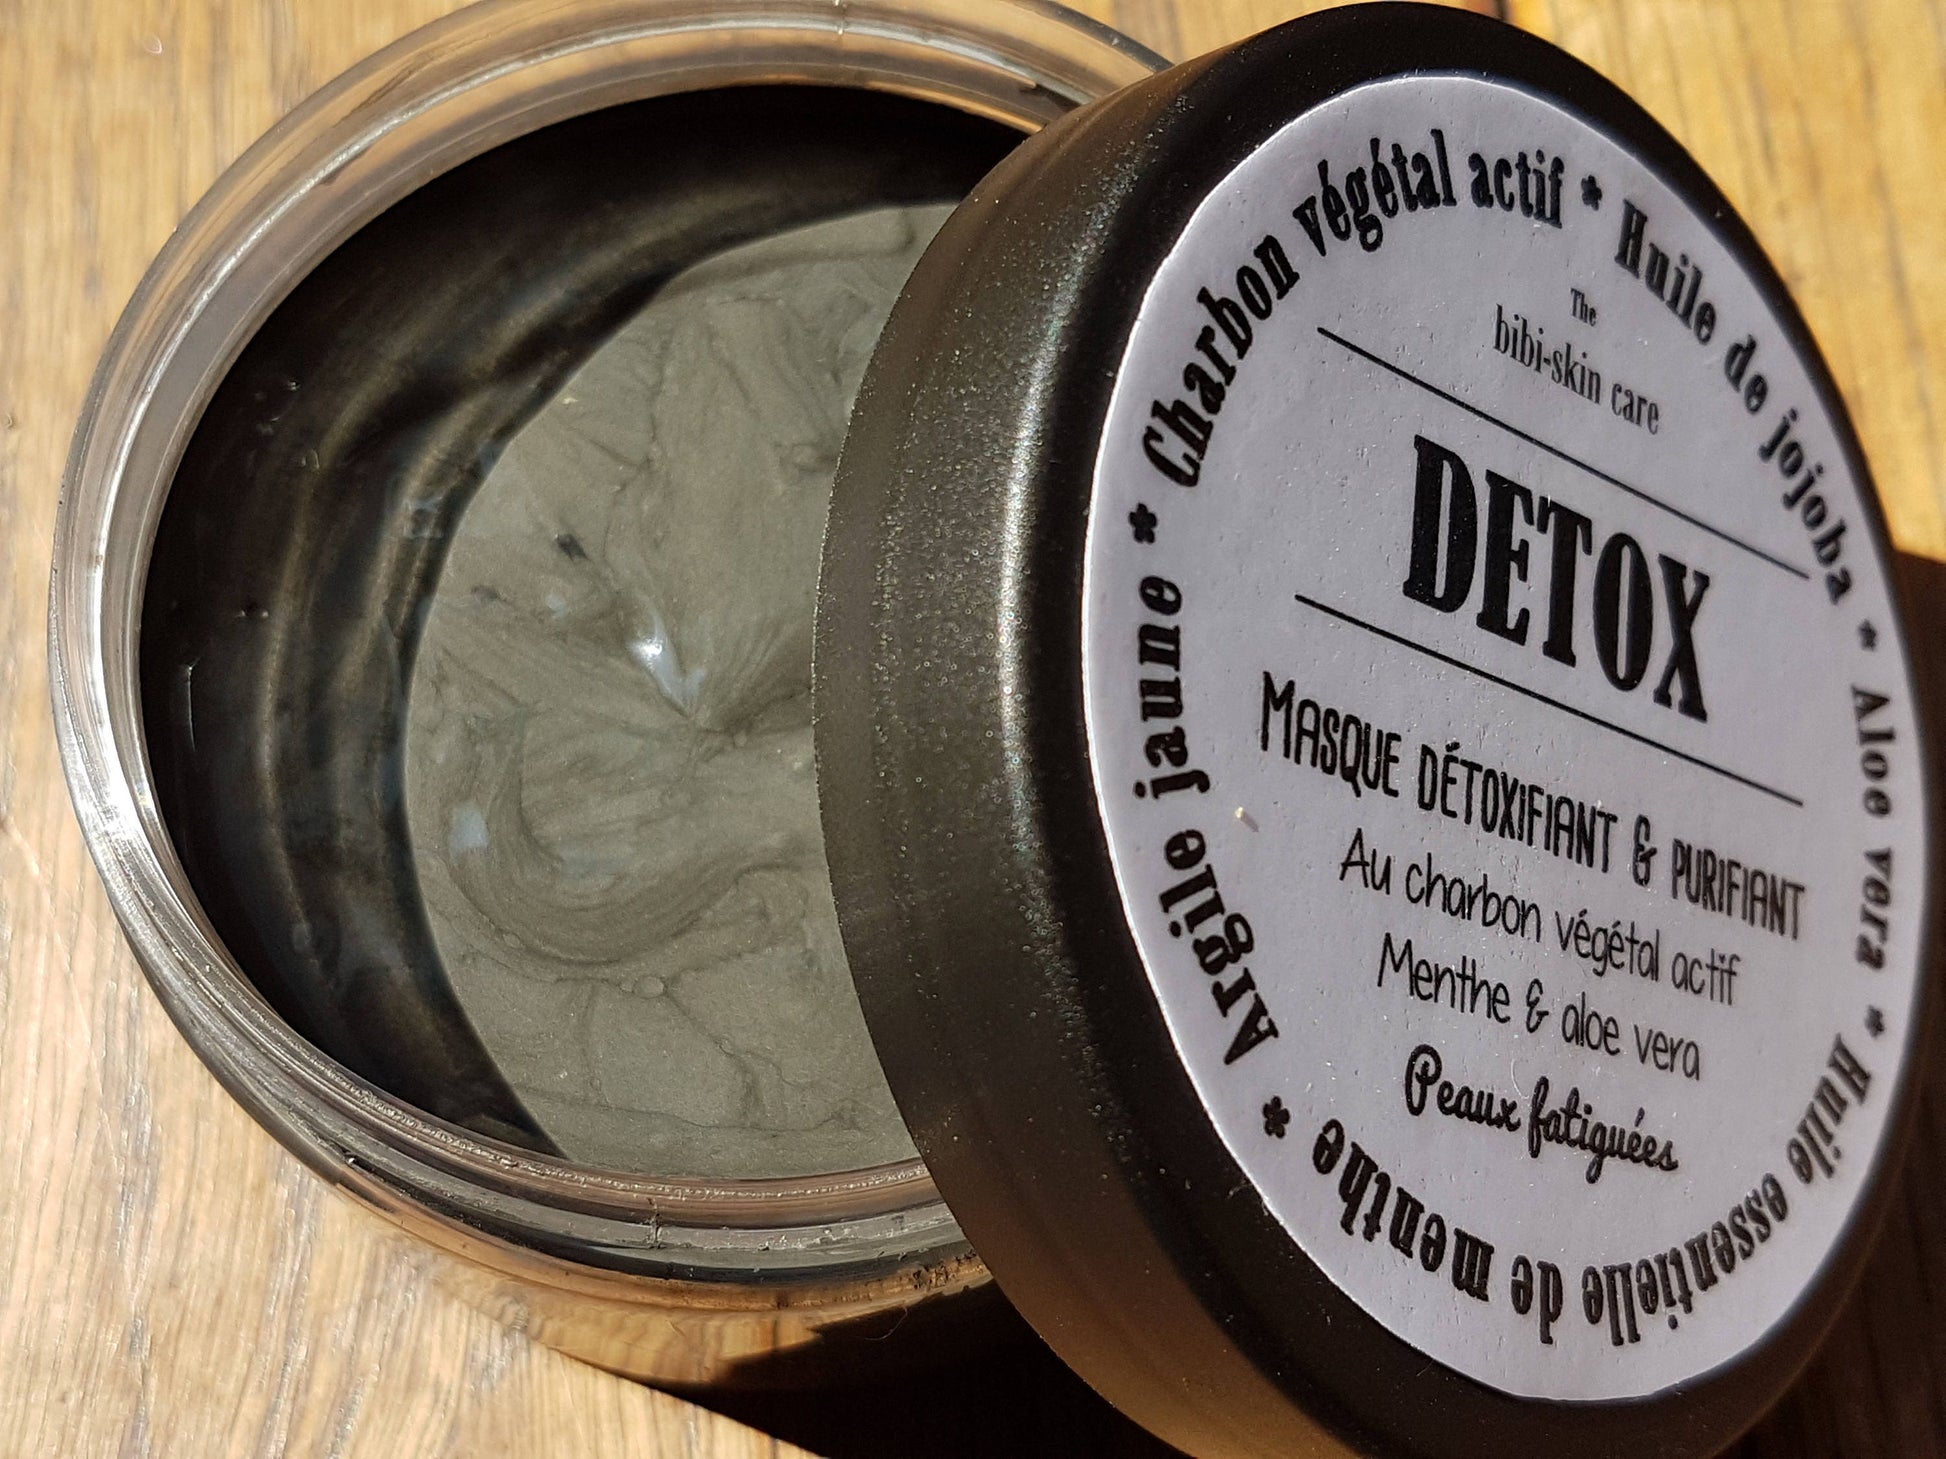 The
bibi-skin care
DETOX
MASQUE DÉTOXIFIANT & PURIFIANT
Au charbon végétal actif
Menthe & aloe vera
Peaux fatiguées
* Charbon végétal actif * Huile de jojoba * Aloe vera * Huile essentielle de menthe * Argile jaune